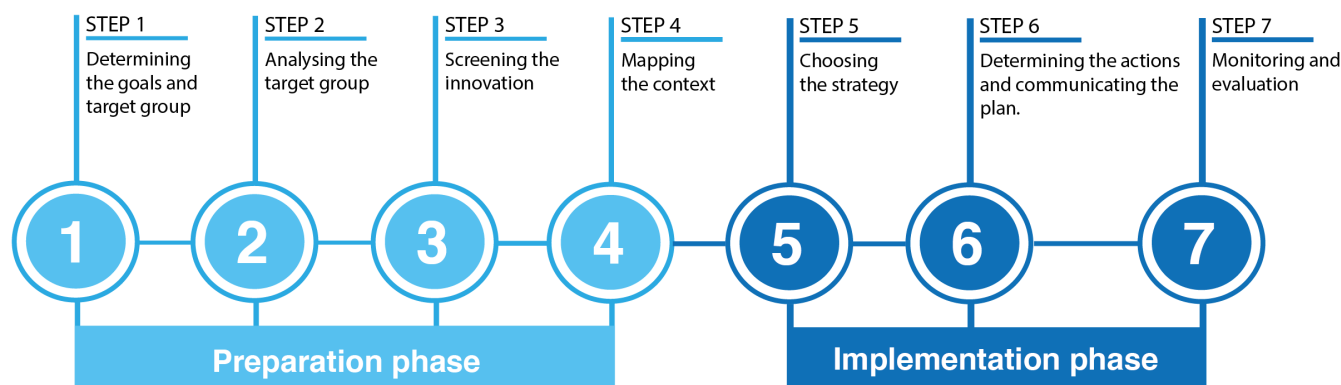 STEP 1
Determining
the goals and
target group
STEP 2
Analysing the
target group
STEP 3
Screening the
innovation
STEP 4
Mapping
the context
STEP 5
Choosing
the strategy
STEP 6
Determining the actions
and communicating the
plan.
STEP 7
Monitoring and
evaluation
1
2
3
4
5
6
7
Preparation phase
Implementation phase